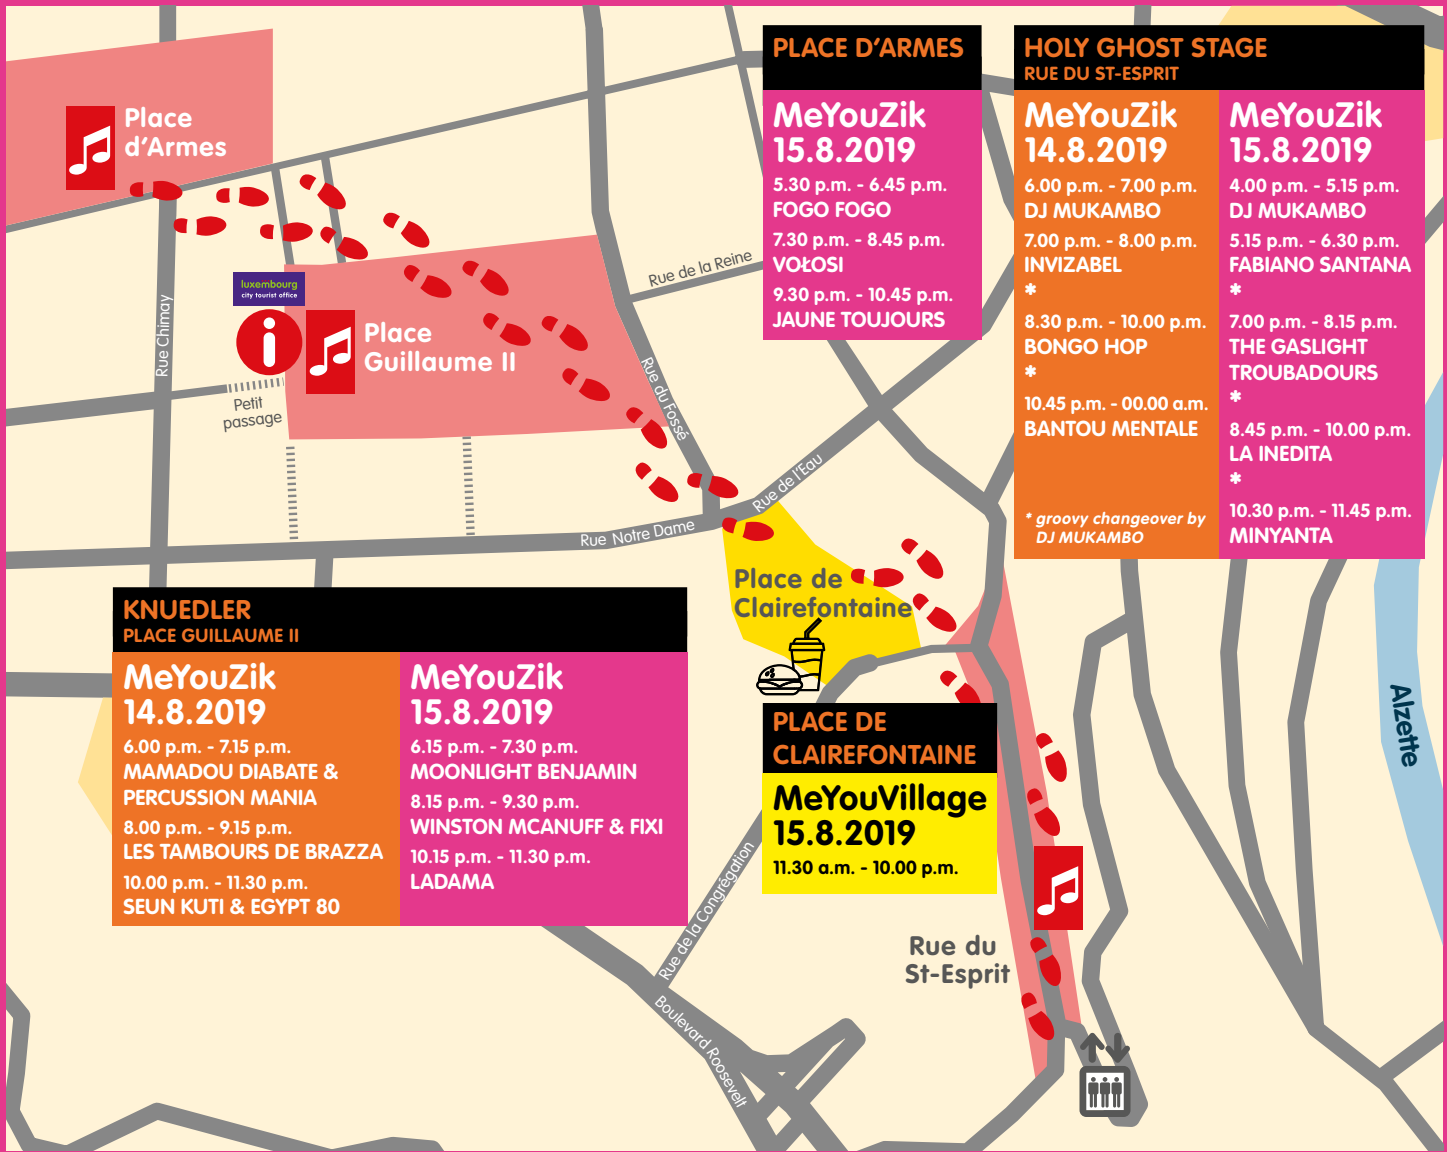 PLACE D'ARMES
MeYouZik
15.8.2019
5.30 p.m. - 6.45 p.m.
FOGO FOGO
7.30 p.m. - 8.45 p.m.
VOŁOSI
9.30 p.m. - 10.45 p.m.
JAUNE TOUJOURS
HOLY GHOST STAGE
RUE DU ST-ESPRIT
MeYouZik
14.8.2019
6.00 p.m. - 7.00 p.m.
DJ MUKAMBO
7.00 p.m. - 8.00 p.m.
INVIZABEL
*
8.30 p.m. - 10.00 p.m.
BONGO HOP
*
10.45 p.m. - 00.00 a.m.
BANTOU MENTALE
* groovy changeover by
DJ MUKAMBO
MeYouZik
15.8.2019
4.00 p.m. - 5.15 p.m.
DJ MUKAMBO
5.15 p.m. - 6.30 p.m.
FABIANO SANTANA
*
7.00 p.m. - 8.15 p.m.
THE GASLIGHT
TROUBADOURS
*
8.45 p.m. - 10.00 p.m.
LA INEDITA
*
10.30 p.m. - 11.45 p.m.
MINYANTA
Place
d'Armes
luxembourg
city tourist office
i
Place
Guillaume II
Rue Chimay
Petit
passage
Rue de la Reine
Rue du Fossé
Rue de l'Eau
Rue Notre Dame
Place de
Clairefontaine
KNUEDLER
PLACE GUILLAUME II
MeYouZik
14.8.2019
6.00 p.m. - 7.15 p.m.
MAMADOU DIABATE &
PERCUSSION MANIA
8.00 p.m. - 9.15 p.m.
LES TAMBOURS DE BRAZZA
10.00 p.m. - 11.30 p.m.
SEUN KUTI & EGYPT 80
MeYouZik
15.8.2019
6.15 p.m. - 7.30 p.m.
MOONLIGHT BENJAMIN
8.15 p.m. - 9.30 p.m.
WINSTON MCANUFF & FIXI
10.15 p.m. - 11.30 p.m.
LADAMA
PLACE DE
CLAIREFONTAINE
MeYouVillage
15.8.2019
11.30 a.m. - 10.00 p.m.
Alzette
Rue de la Congrégation
Rue du
St-Esprit
Boulevard Roosevelt